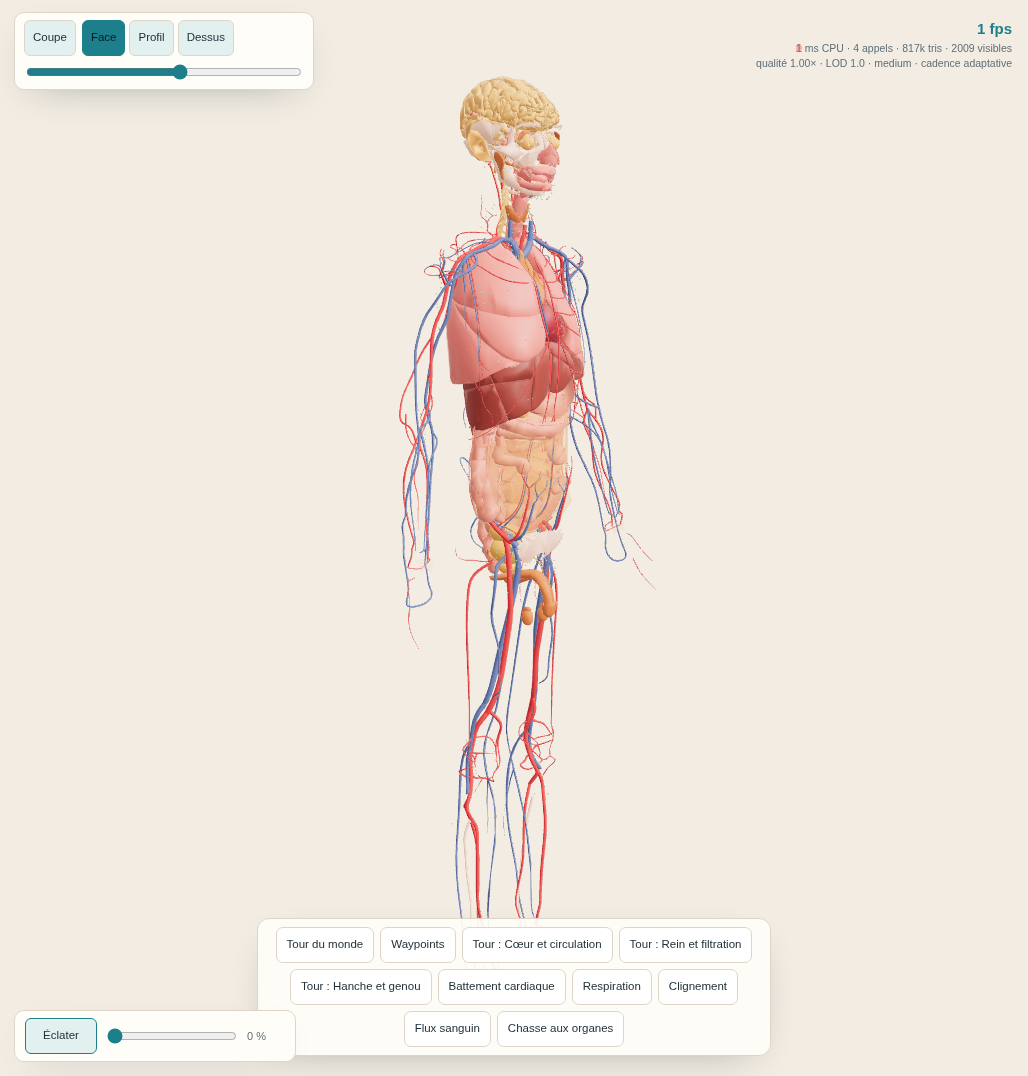 Coupe Face Profil Dessus
1 fps
ms CPU · 4 appels · 817k tris · 2009 visibles
qualité 1.00× · LOD 1.0 · medium · cadence adaptative
Tour du monde Waypoints Tour : Cœur et circulation Tour : Rein et filtration
Tour : Hanche et genou Battement cardiaque Respiration Clignement
Flux sanguin Chasse aux organes
Éclater 0 %